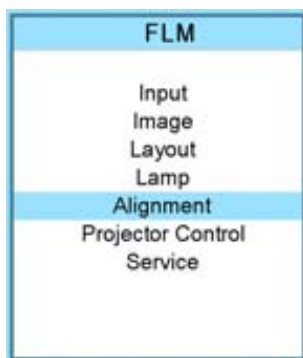 FLM
Input
Image
Layout
Lamp
Alignment
Projector Control
Service